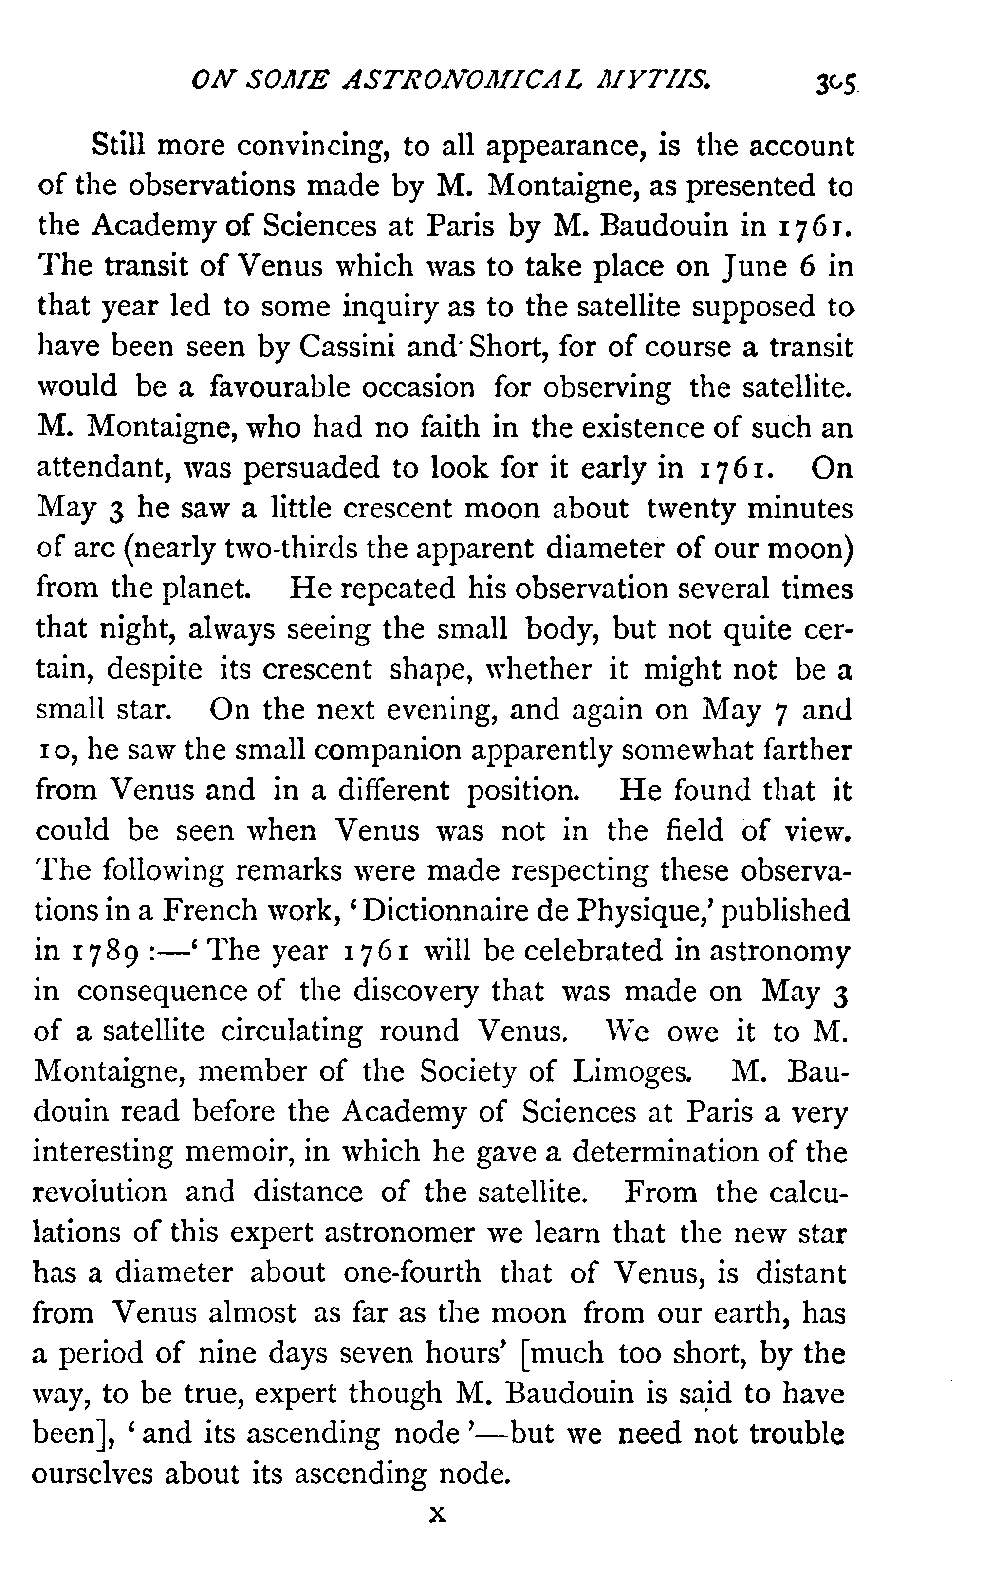 ON SOME ASTRONOMICAL MYTHS. 305
Still more convincing, to all appearance, is the account
of the observations made by M. Montaigne, as presented to
the Academy of Sciences at Paris by M. Baudouin in 1761.
The transit of Venus which was to take place on June 6 in
that year led to some inquiry as to the satellite supposed to
have been seen by Cassini and Short, for of course a transit
would be a favourable occasion for observing the satellite.
M. Montaigne, who had no faith in the existence of such an
attendant, was persuaded to look for it early in 1761. On
May 3 he saw a little crescent moon about twenty minutes
of arc (nearly two-thirds the apparent diameter of our moon)
from the planet. He repeated his observation several times
that night, always seeing the small body, but not quite cer-
tain, despite its crescent shape, whether it might not be a
small star. On the next evening, and again on May 7 and
10, he saw the small companion apparently somewhat farther
from Venus and in a different position. He found that it
could be seen when Venus was not in the field of view.
The following remarks were made respecting these observa-
tions in a French work, ‘Dictionnaire de Physique,’ published
in 1789 :—‘ The year 1761 will be celebrated in astronomy
in consequence of the discovery that was made on May 3
of a satellite circulating round Venus. We owe it to M.
Montaigne, member of the Society of Limoges. M. Bau-
douin read before the Academy of Sciences at Paris a very
interesting memoir, in which he gave a determination of the
revolution and distance of the satellite. From the calcu-
lations of this expert astronomer we learn that the new star
has a diameter about one-fourth that of Venus, is distant
from Venus almost as far as the moon from our earth, has
a period of nine days seven hours’ [much too short, by the
way, to be true, expert though M. Baudouin is said to have
been], ‘ and its ascending node ’—but we need not trouble
ourselves about its ascending node.
X